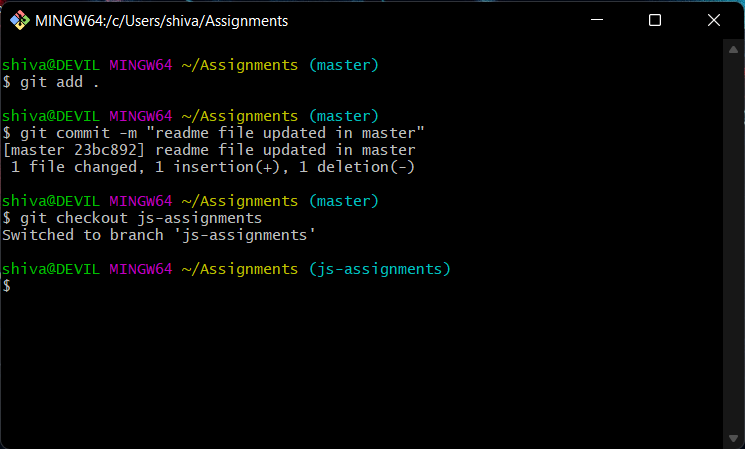 MINGW64:/c/Users/shiva/Assignments
shiva@DEVIL MINGW64 ~/Assignments (master)
$ git add .
shiva@DEVIL MINGW64 ~/Assignments (master)
$ git commit -m "readme file updated in master"
[master 23bc892] readme file updated in master
 1 file changed, 1 insertion(+), 1 deletion(-)
shiva@DEVIL MINGW64 ~/Assignments (master)
$ git checkout js-assignments
Switched to branch 'js-assignments'
shiva@DEVIL MINGW64 ~/Assignments (js-assignments)
$